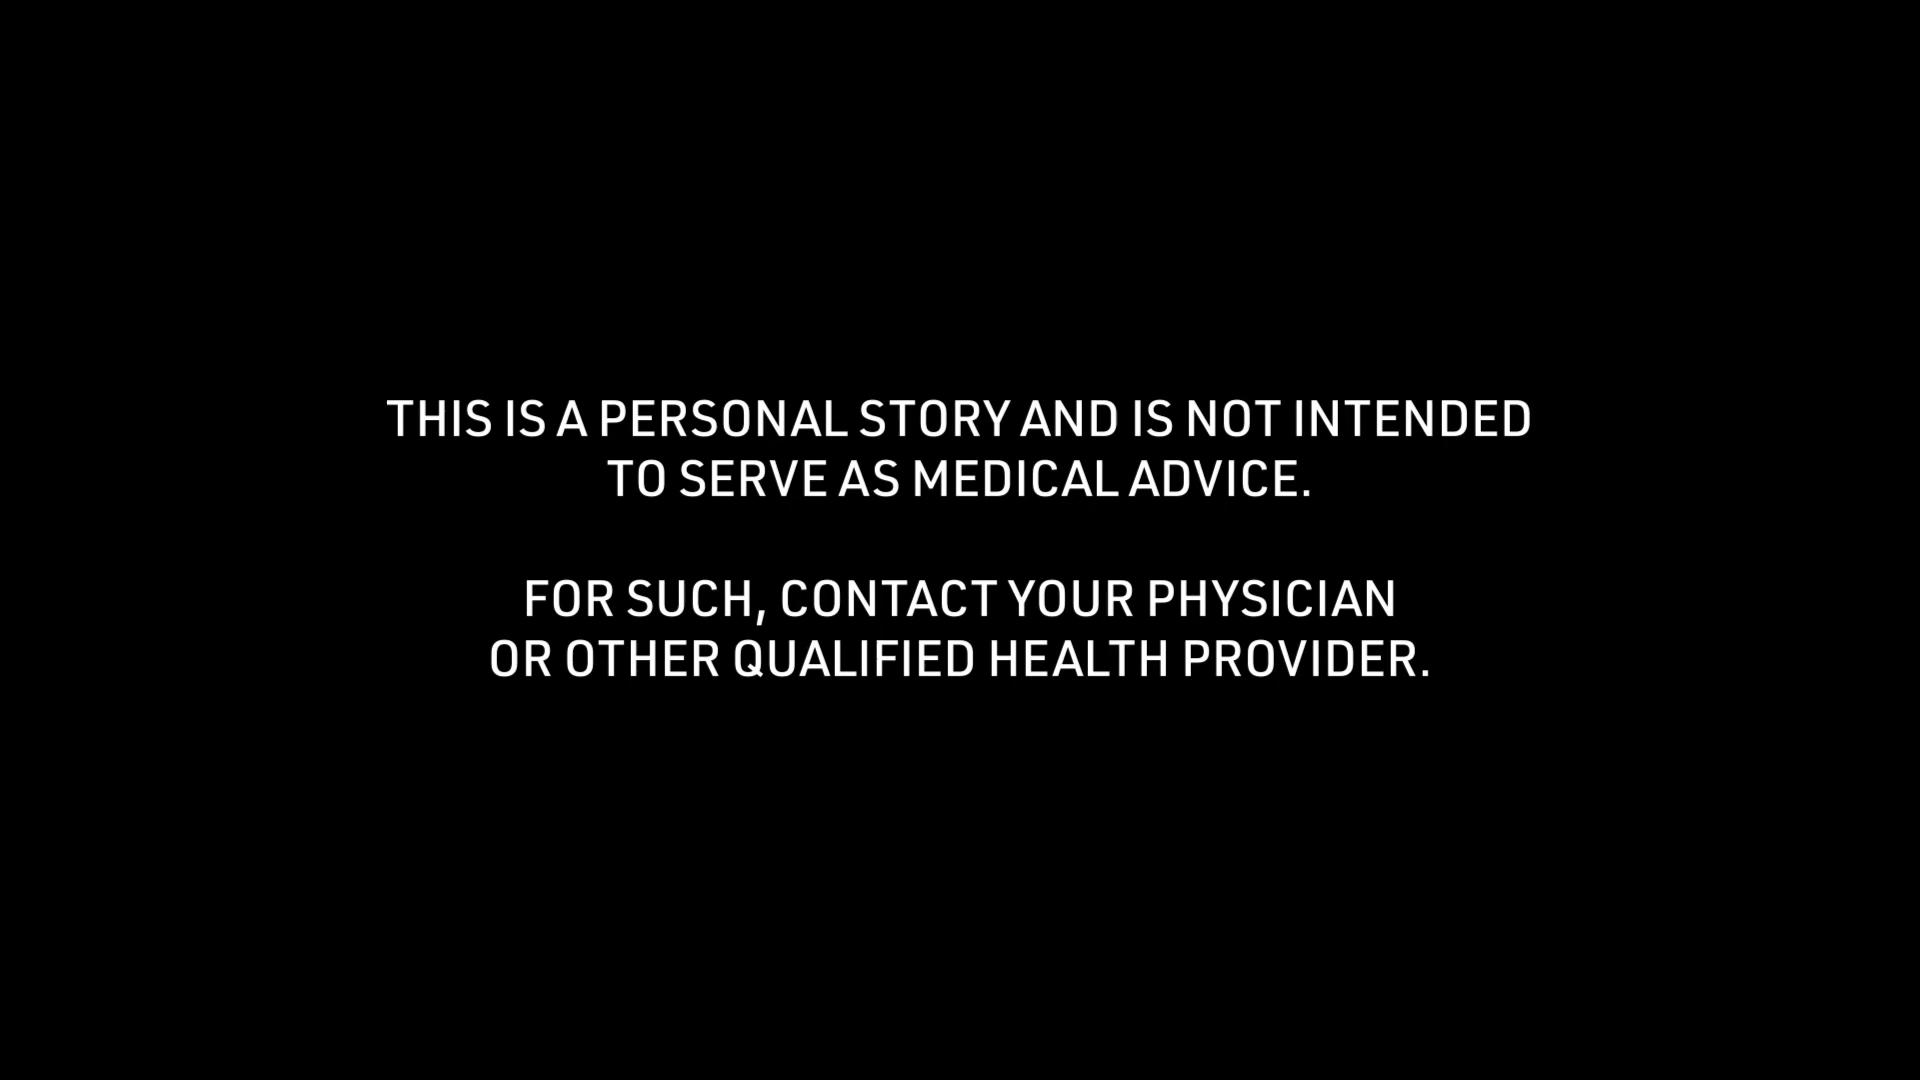 THIS IS A PERSONAL STORY AND IS NOT INTENDED
TO SERVE AS MEDICAL ADVICE.
FOR SUCH, CONTACT YOUR PHYSICIAN
OR OTHER QUALIFIED HEALTH PROVIDER.